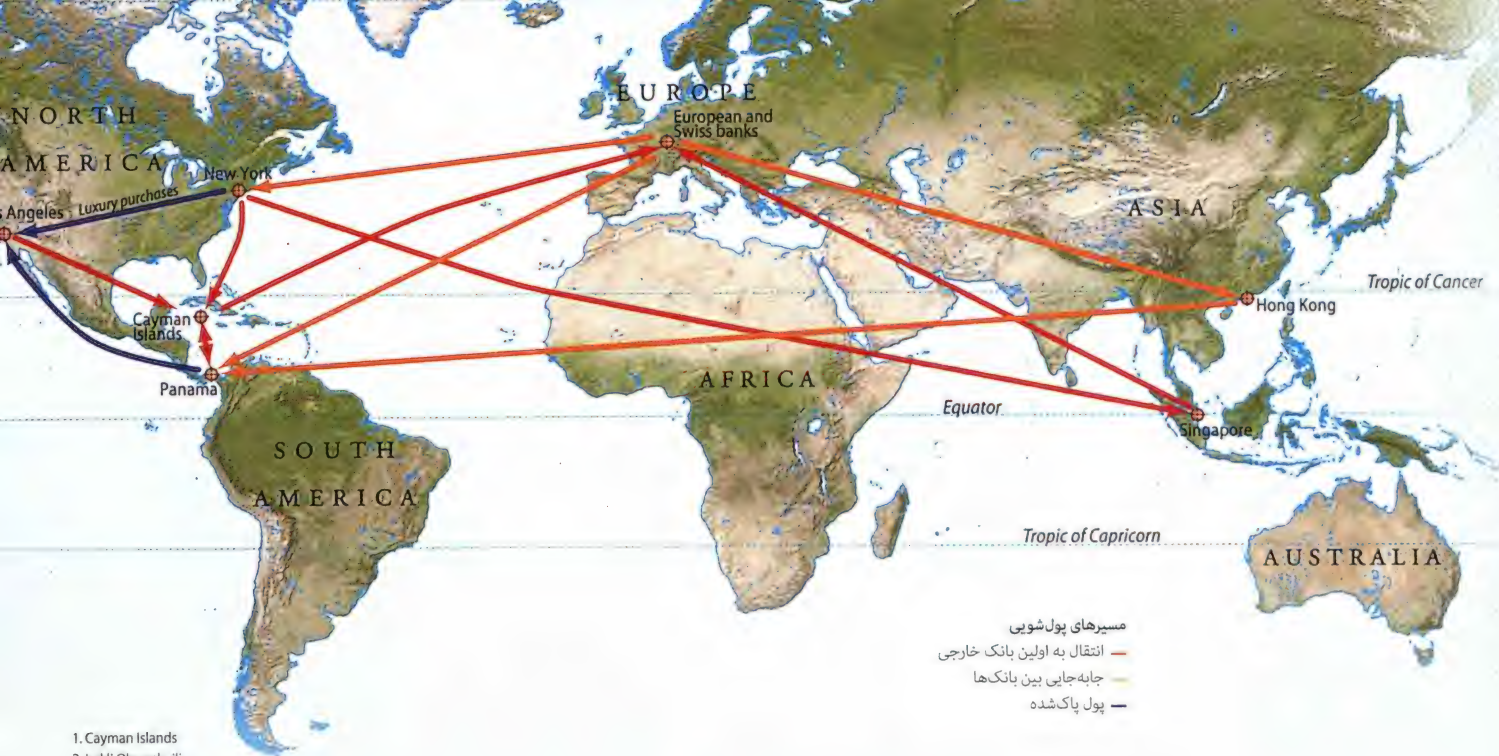 EUROPE
European and
Swiss banks
NORTH
AMERICA
New York
Luxury purchases
Angeles
ASIA
Tropic of Cancer
Hong Kong
Cayman
Islands
Panama
AFRICA
Equator
Singapore
SOUTH
AMERICA
Tropic of Capricorn
AUSTRALIA
مسیرهای پول‌شویی
انتقال به اولین بانک خارجی
جابه‌جایی بین بانک‌ها
پول پاک‌شده
1. Cayman Islands